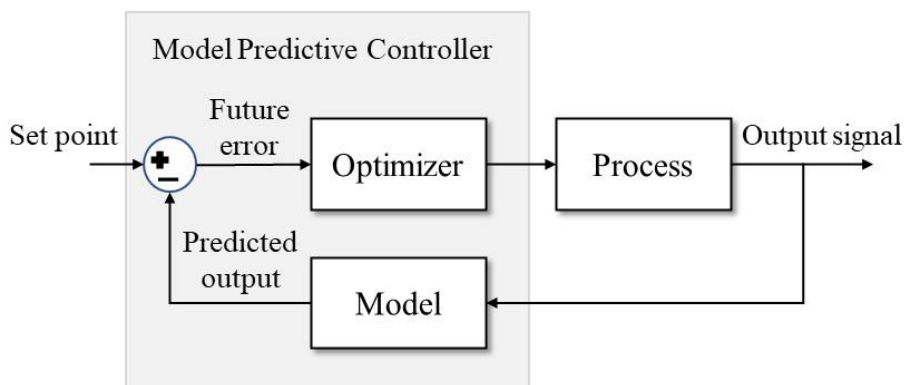 Model Predictive Controller
Set point
+
−
Future
error
Optimizer
Process
Output signal
Predicted
output
Model